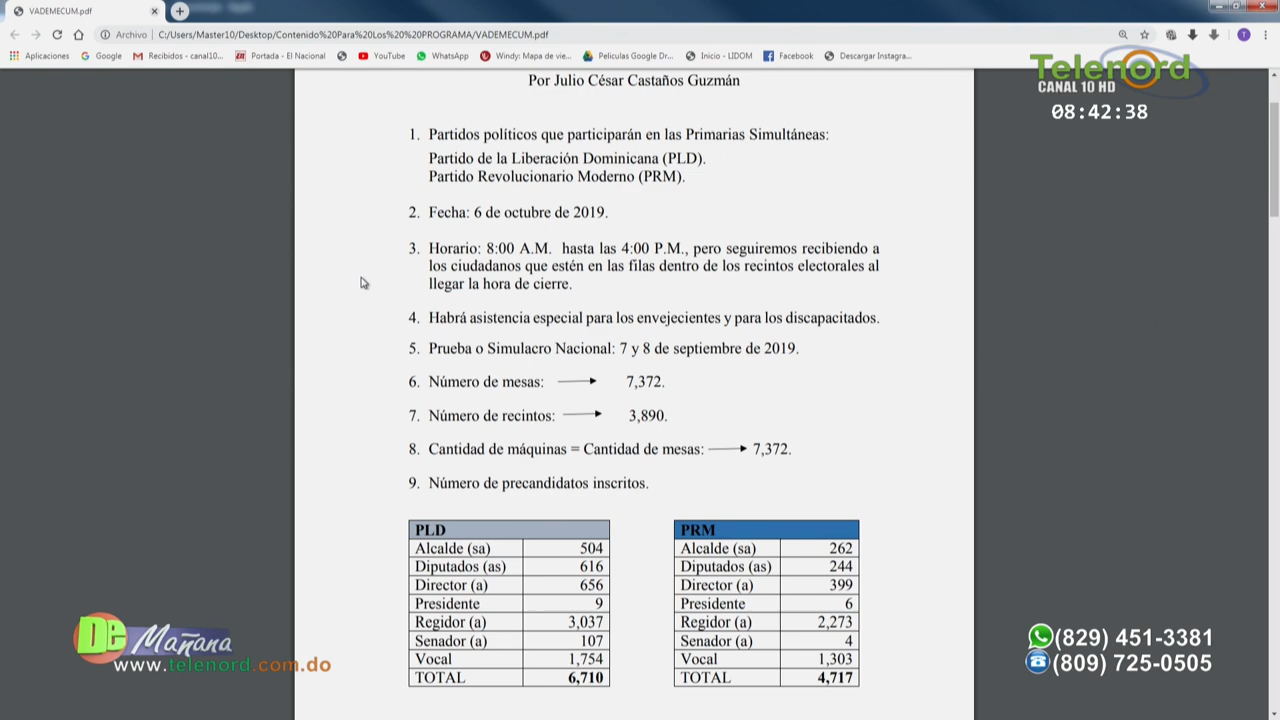 VADEMECUM.pdf
Archivo | C:/Users/Master10/Desktop/Contenido%20Para%20Los%20%20PROGRAMA/VADEMECUM.pdf
Aplicaciones Google Recibidos - canal10... Portada - El Nacional YouTube WhatsApp Windy: Mapa de vie... Peliculas Google Dr... Inicio - LIDOM Facebook Descargar Instagra...
Telenord
CANAL 10 HD
08:42:38
Por Julio César Castaños Guzmán
1. Partidos políticos que participarán en las Primarias Simultáneas:
Partido de la Liberación Dominicana (PLD).
Partido Revolucionario Moderno (PRM).
2. Fecha: 6 de octubre de 2019.
3. Horario: 8:00 A.M. hasta las 4:00 P.M., pero seguiremos recibiendo a
los ciudadanos que estén en las filas dentro de los recintos electorales al
llegar la hora de cierre.
4. Habrá asistencia especial para los envejecientes y para los discapacitados.
5. Prueba o Simulacro Nacional: 7 y 8 de septiembre de 2019.
6. Número de mesas: 7,372.
7. Número de recintos: 3,890.
8. Cantidad de máquinas = Cantidad de mesas: 7,372.
9. Número de precandidatos inscritos.
PLD
Alcalde (sa) 504
Diputados (as) 616
Director (a) 656
Presidente 9
Regidor (a) 3,037
Senador (a) 107
Vocal 1,754
TOTAL 6,710
PRM
Alcalde (sa) 262
Diputados (as) 244
Director (a) 399
Presidente 6
Regidor (a) 2,273
Senador (a) 4
Vocal 1,303
TOTAL 4,717
De Mañana
www.telenord.com.do
(829) 451-3381
(809) 725-0505